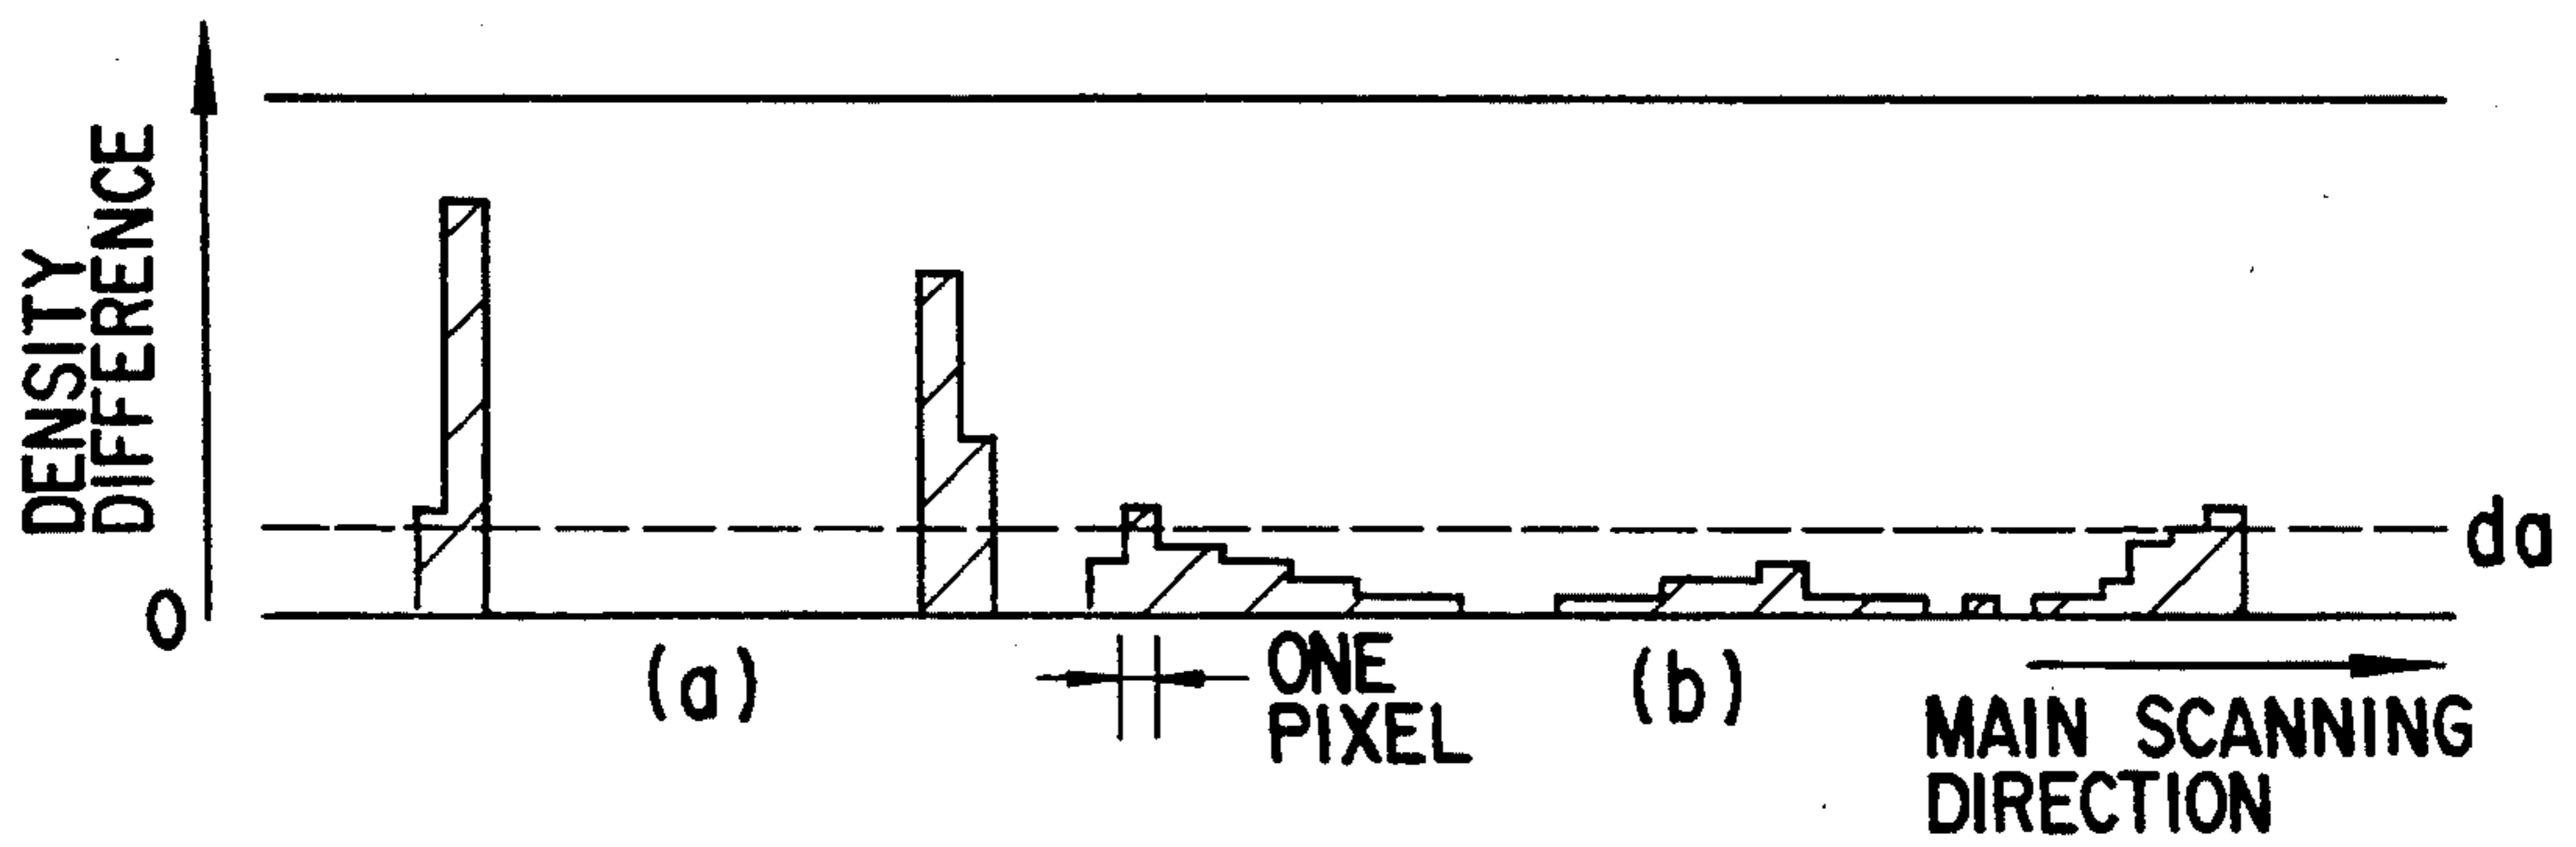 DENSITY
DIFFERENCE
0
da
(a)
ONE
PIXEL
(b)
MAIN SCANNING
DIRECTION